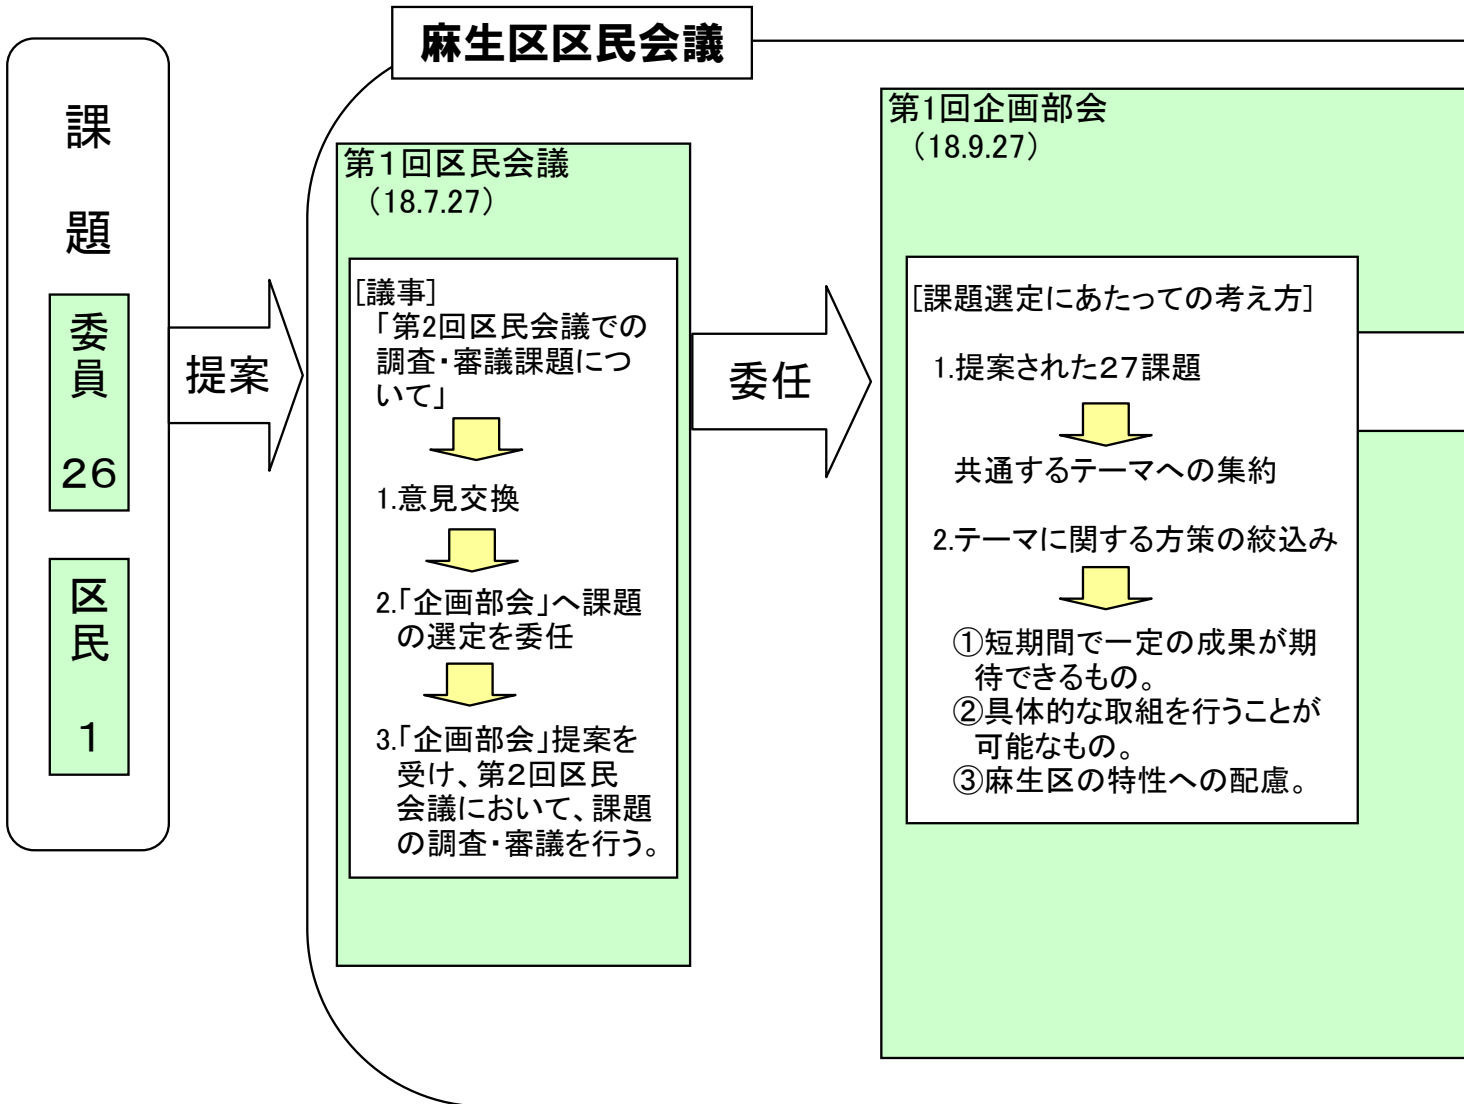 麻生区区民会議
課
題
委
員
26
区
民
1
提案
第1回区民会議
(18.7.27)
[議事]
「第2回区民会議での
調査・審議課題につ
いて」
1.意見交換
2.「企画部会」へ課題
の選定を委任
3.「企画部会」提案を
受け、第2回区民
会議において、課題
の調査・審議を行う。
委任
第1回企画部会
(18.9.27)
[課題選定にあたっての考え方]
1.提案された27課題
共通するテーマへの集約
2.テーマに関する方策の絞込み
①短期間で一定の成果が期
待できるもの。
②具体的な取組を行うことが
可能なもの。
③麻生区の特性への配慮。